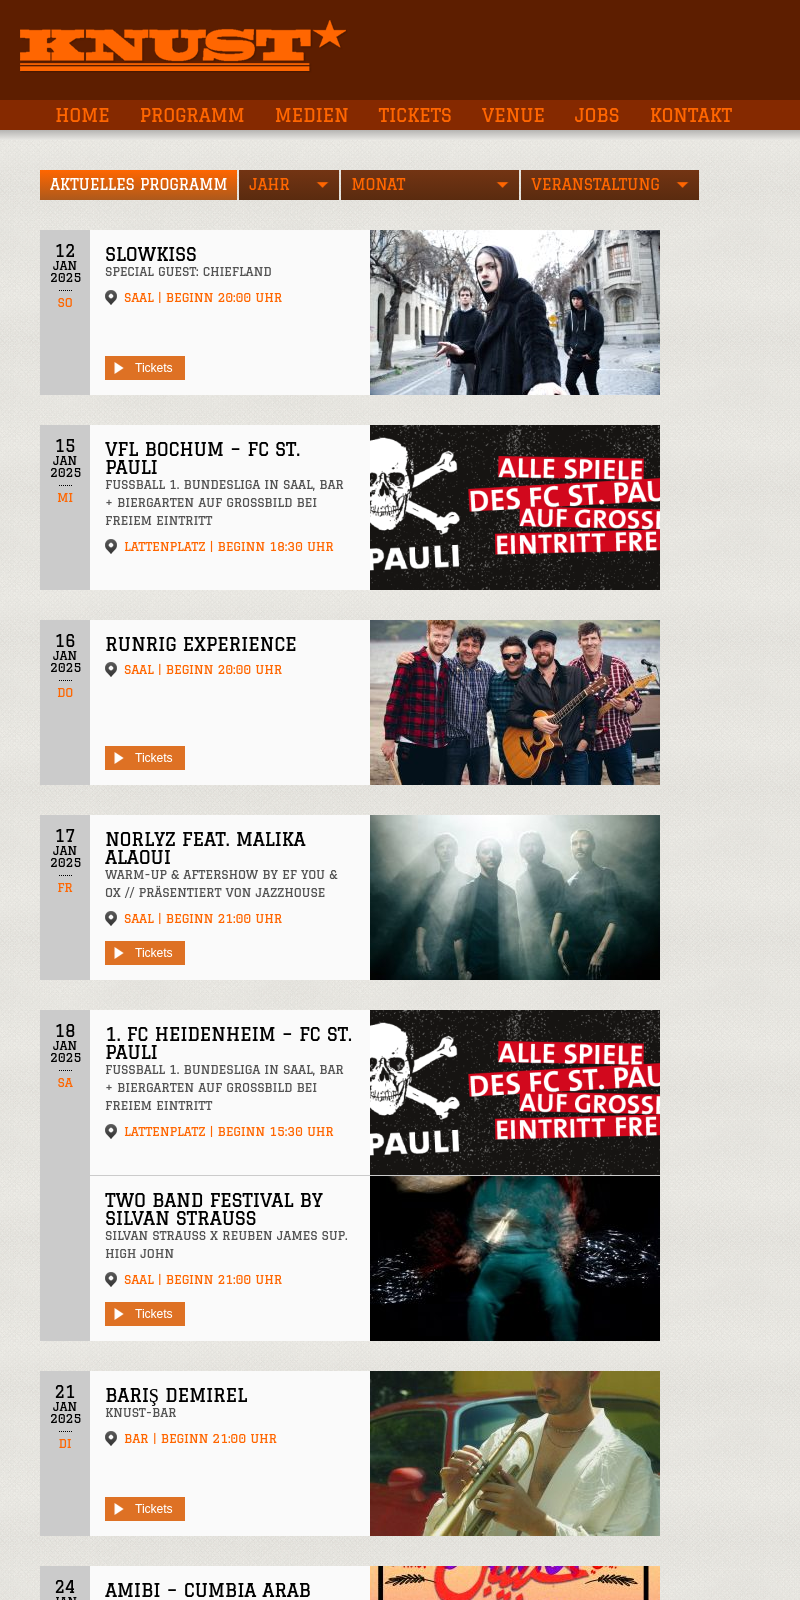 KNUST
HOME PROGRAMM MEDIEN TICKETS VENUE JOBS KONTAKT
AKTUELLES PROGRAMM JAHR MONAT VERANSTALTUNG
12
JAN
2025
SO
SLOWKISS
SPECIAL GUEST: CHIEFLAND
SAAL | BEGINN 20:00 UHR
Tickets
15
JAN
2025
MI
VFL BOCHUM – FC ST.
PAULI
FUSSBALL 1. BUNDESLIGA IN SAAL, BAR
+ BIERGARTEN AUF GROSSBILD BEI
FREIEM EINTRITT
LATTENPLATZ | BEGINN 18:30 UHR
PAULI
ALLE SPIELE
DES FC ST. PAU
AUF GROSS
EINTRITT FRE
16
JAN
2025
DO
RUNRIG EXPERIENCE
SAAL | BEGINN 20:00 UHR
Tickets
17
JAN
2025
FR
NORLYZ FEAT. MALIKA
ALAOUI
WARM-UP & AFTERSHOW BY EF YOU &
OX // PRÄSENTIERT VON JAZZHOUSE
SAAL | BEGINN 21:00 UHR
Tickets
18
JAN
2025
SA
1. FC HEIDENHEIM – FC ST.
PAULI
FUSSBALL 1. BUNDESLIGA IN SAAL, BAR
+ BIERGARTEN AUF GROSSBILD BEI
FREIEM EINTRITT
LATTENPLATZ | BEGINN 15:30 UHR
PAULI
ALLE SPIELE
DES FC ST. PAU
AUF GROSS
EINTRITT FRE
TWO BAND FESTIVAL BY
SILVAN STRAUSS
SILVAN STRAUSS X REUBEN JAMES SUP.
HIGH JOHN
SAAL | BEGINN 21:00 UHR
Tickets
21
JAN
2025
DI
BARIŞ DEMIREL
KNUST-BAR
BAR | BEGINN 21:00 UHR
Tickets
24
JAN
AMIBI – CUMBIA ARAB